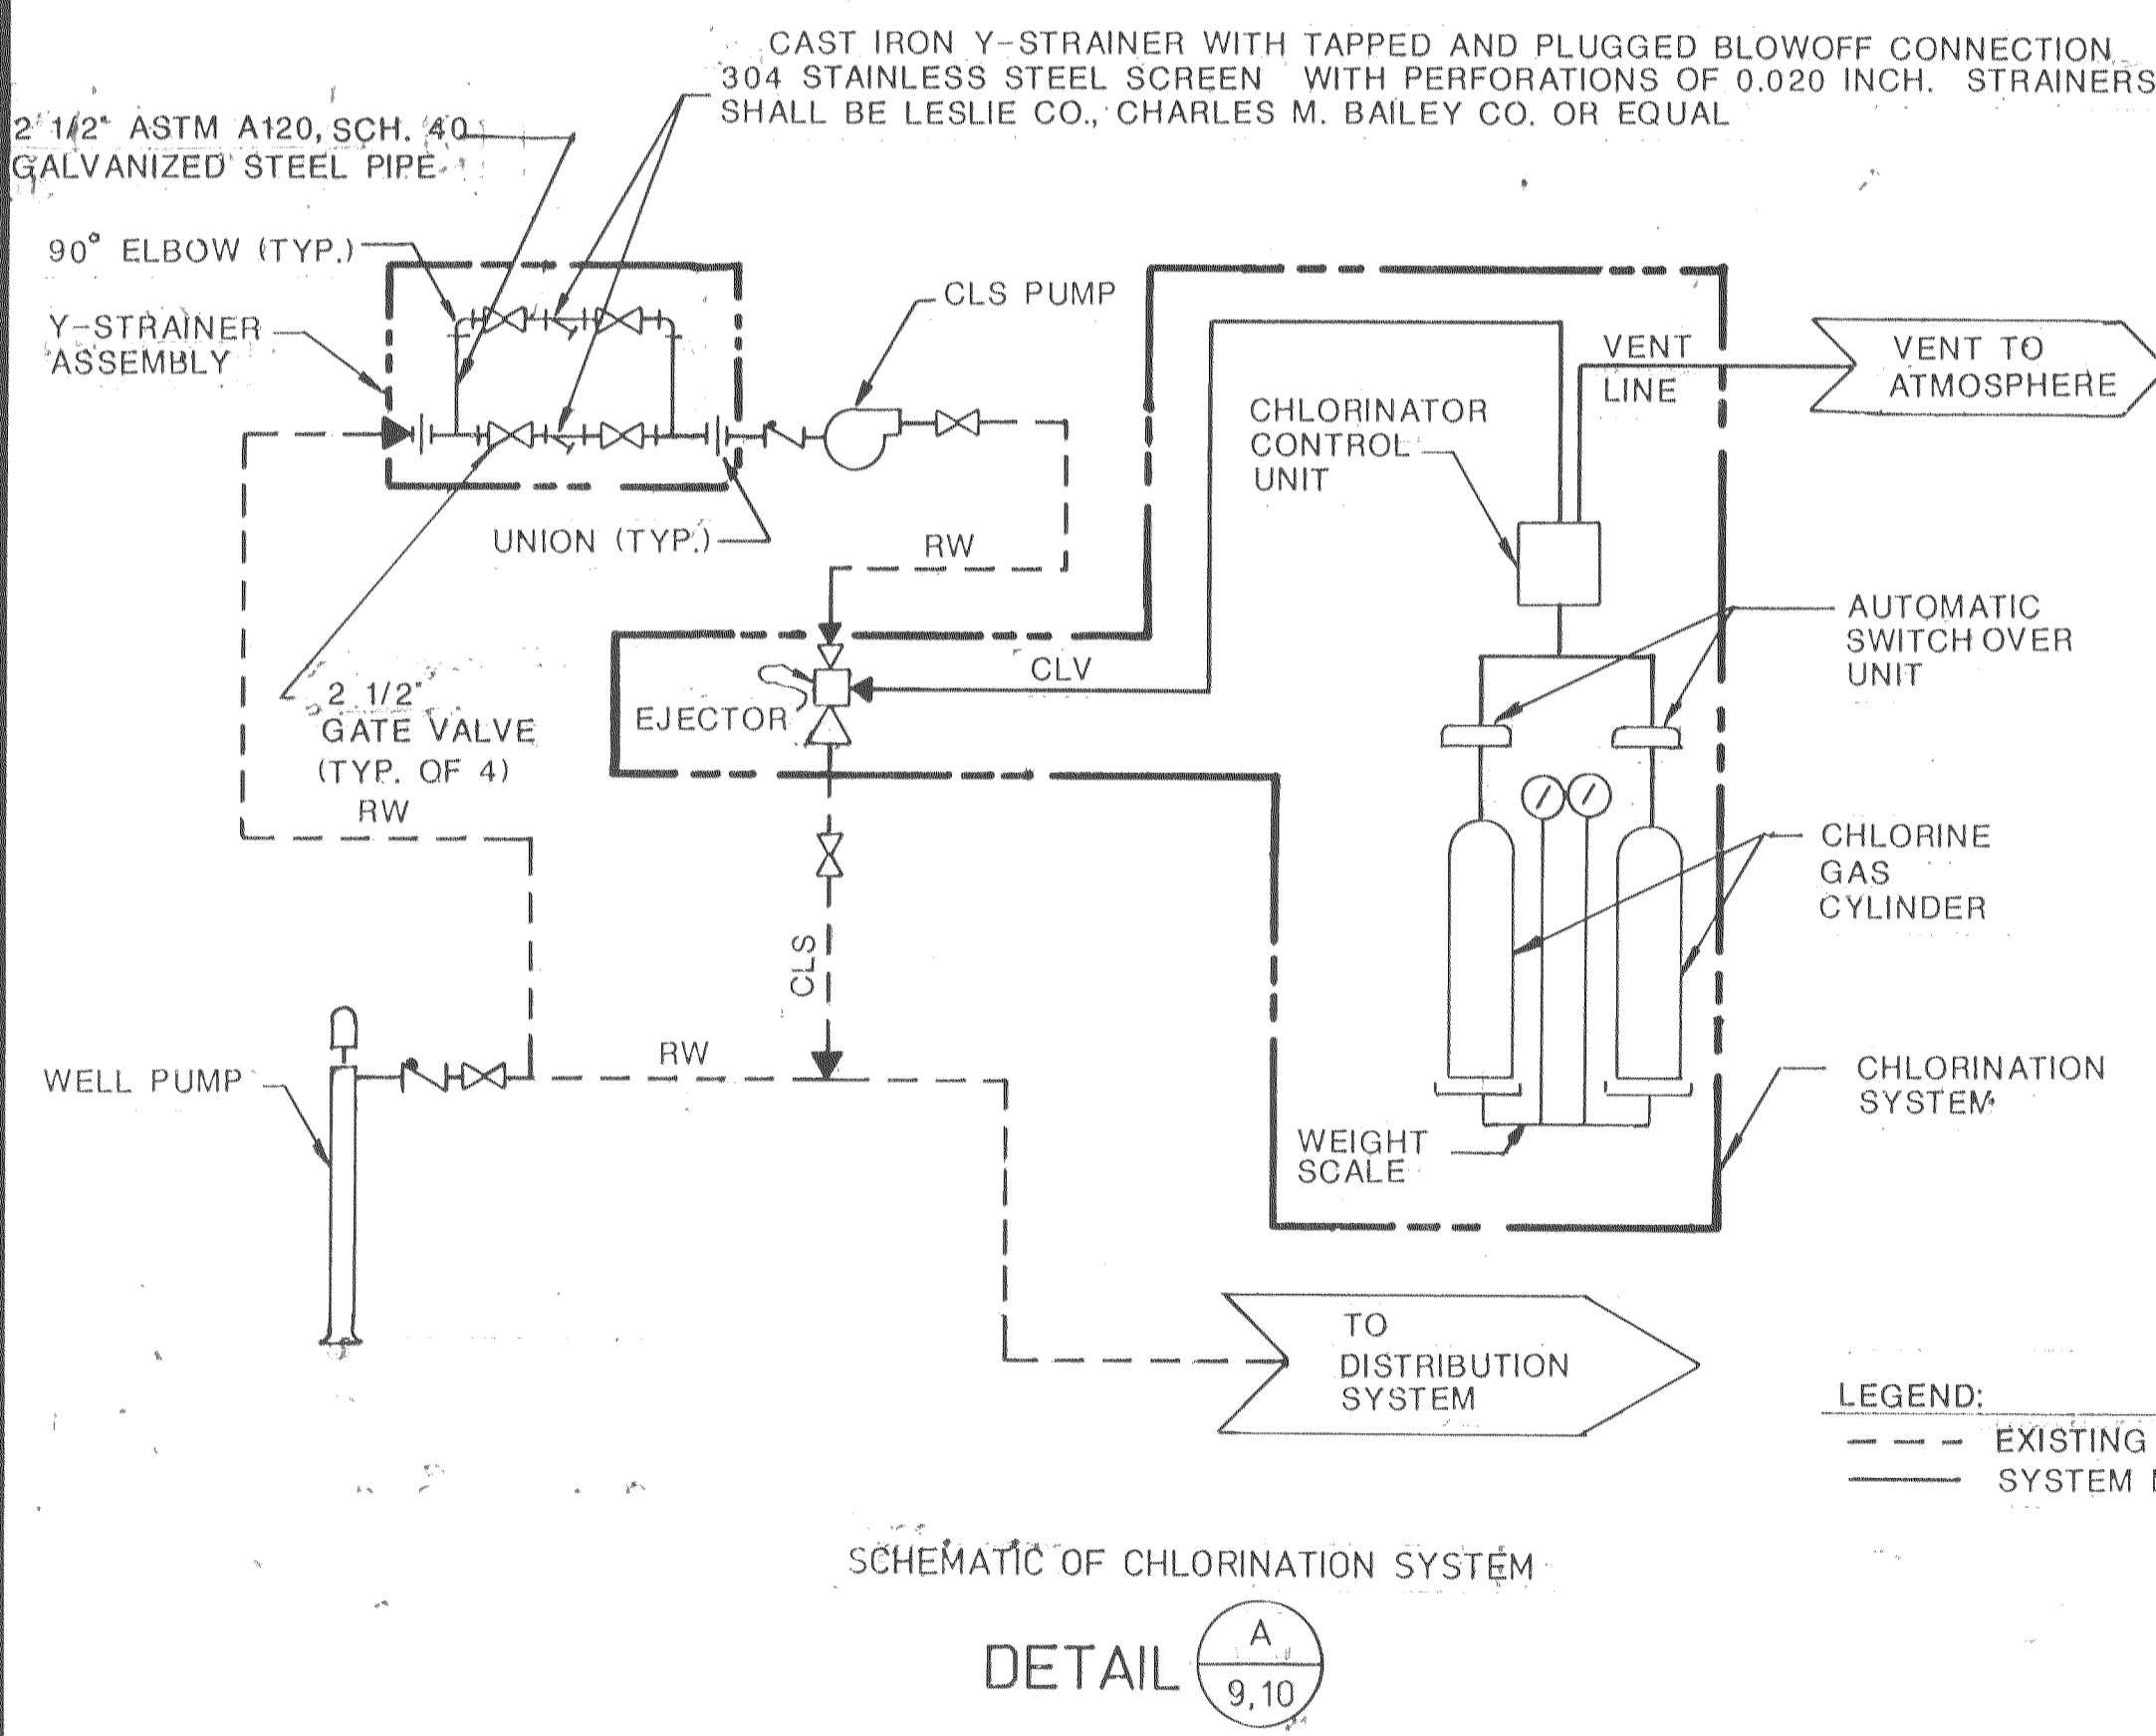 CAST IRON Y-STRAINER WITH TAPPED AND PLUGGED BLOWOFF CONNECTION
304 STAINLESS STEEL SCREEN WITH PERFORATIONS OF 0.020 INCH. STRAINERS
SHALL BE LESLIE CO., CHARLES M. BAILEY CO. OR EQUAL
2 1/2" ASTM A120, SCH. 40
GALVANIZED STEEL PIPE
90° ELBOW (TYP.)
Y-STRAINER
ASSEMBLY
CLS PUMP
VENT
LINE
VENT TO
ATMOSPHERE
CHLORINATOR
CONTROL
UNIT
UNION (TYP.)
RW
AUTOMATIC
SWITCH OVER
UNIT
CLV
EJECTOR
2 1/2"
GATE VALVE
(TYP. OF 4)
RW
CHLORINE
GAS
CYLINDER
CLS
RW
WELL PUMP
CHLORINATION
SYSTEM
WEIGHT
SCALE
TO
DISTRIBUTION
SYSTEM
LEGEND:
EXISTING
SYSTEM
SCHEMATIC OF CHLORINATION SYSTEM
DETAIL
A
9,10